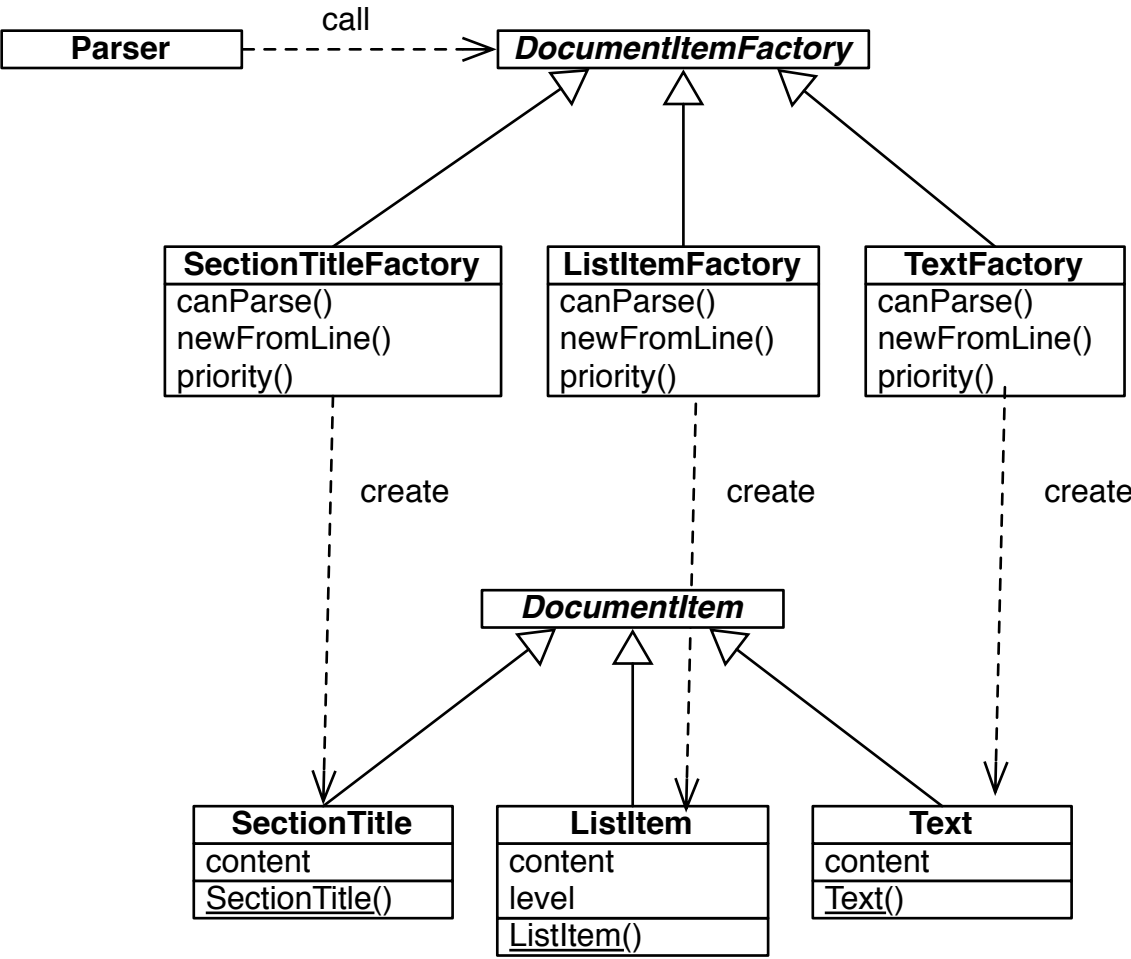 call
Parser
DocumentItemFactory
SectionTitleFactory
canParse()
newFromLine()
priority()
ListItemFactory
canParse()
newFromLine()
priority()
TextFactory
canParse()
newFromLine()
priority()
create
create
create
DocumentItem
SectionTitle
content
SectionTitle()
ListItem
content
level
ListItem()
Text
content
Text()